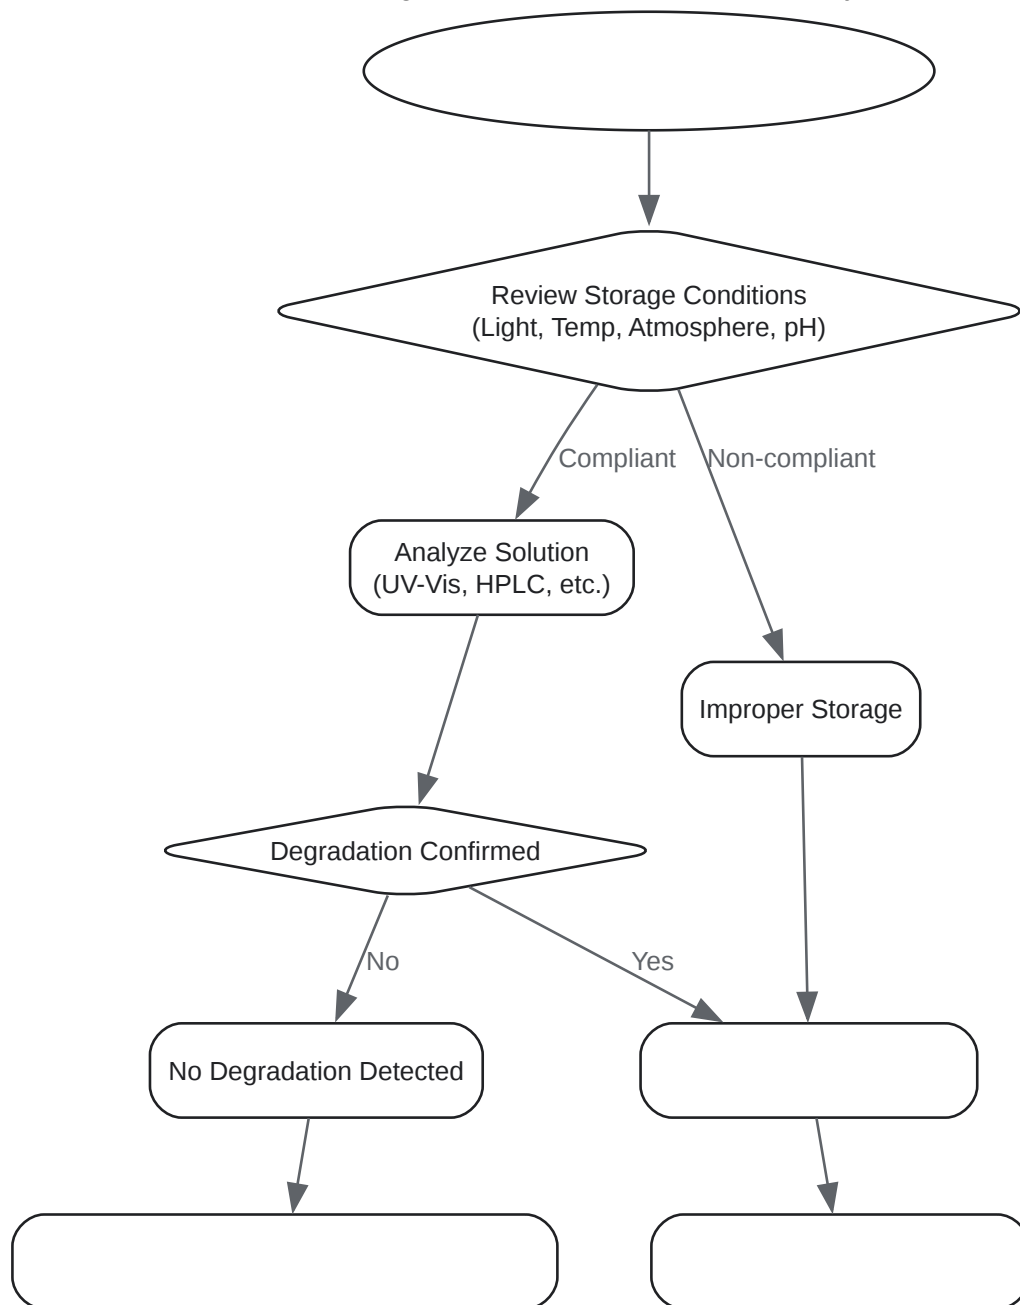 Review Storage Conditions
(Light, Temp, Atmosphere, pH)
Compliant
Non-compliant
Analyze Solution
(UV-Vis, HPLC, etc.)
Improper Storage
Degradation Confirmed
No
Yes
No Degradation Detected